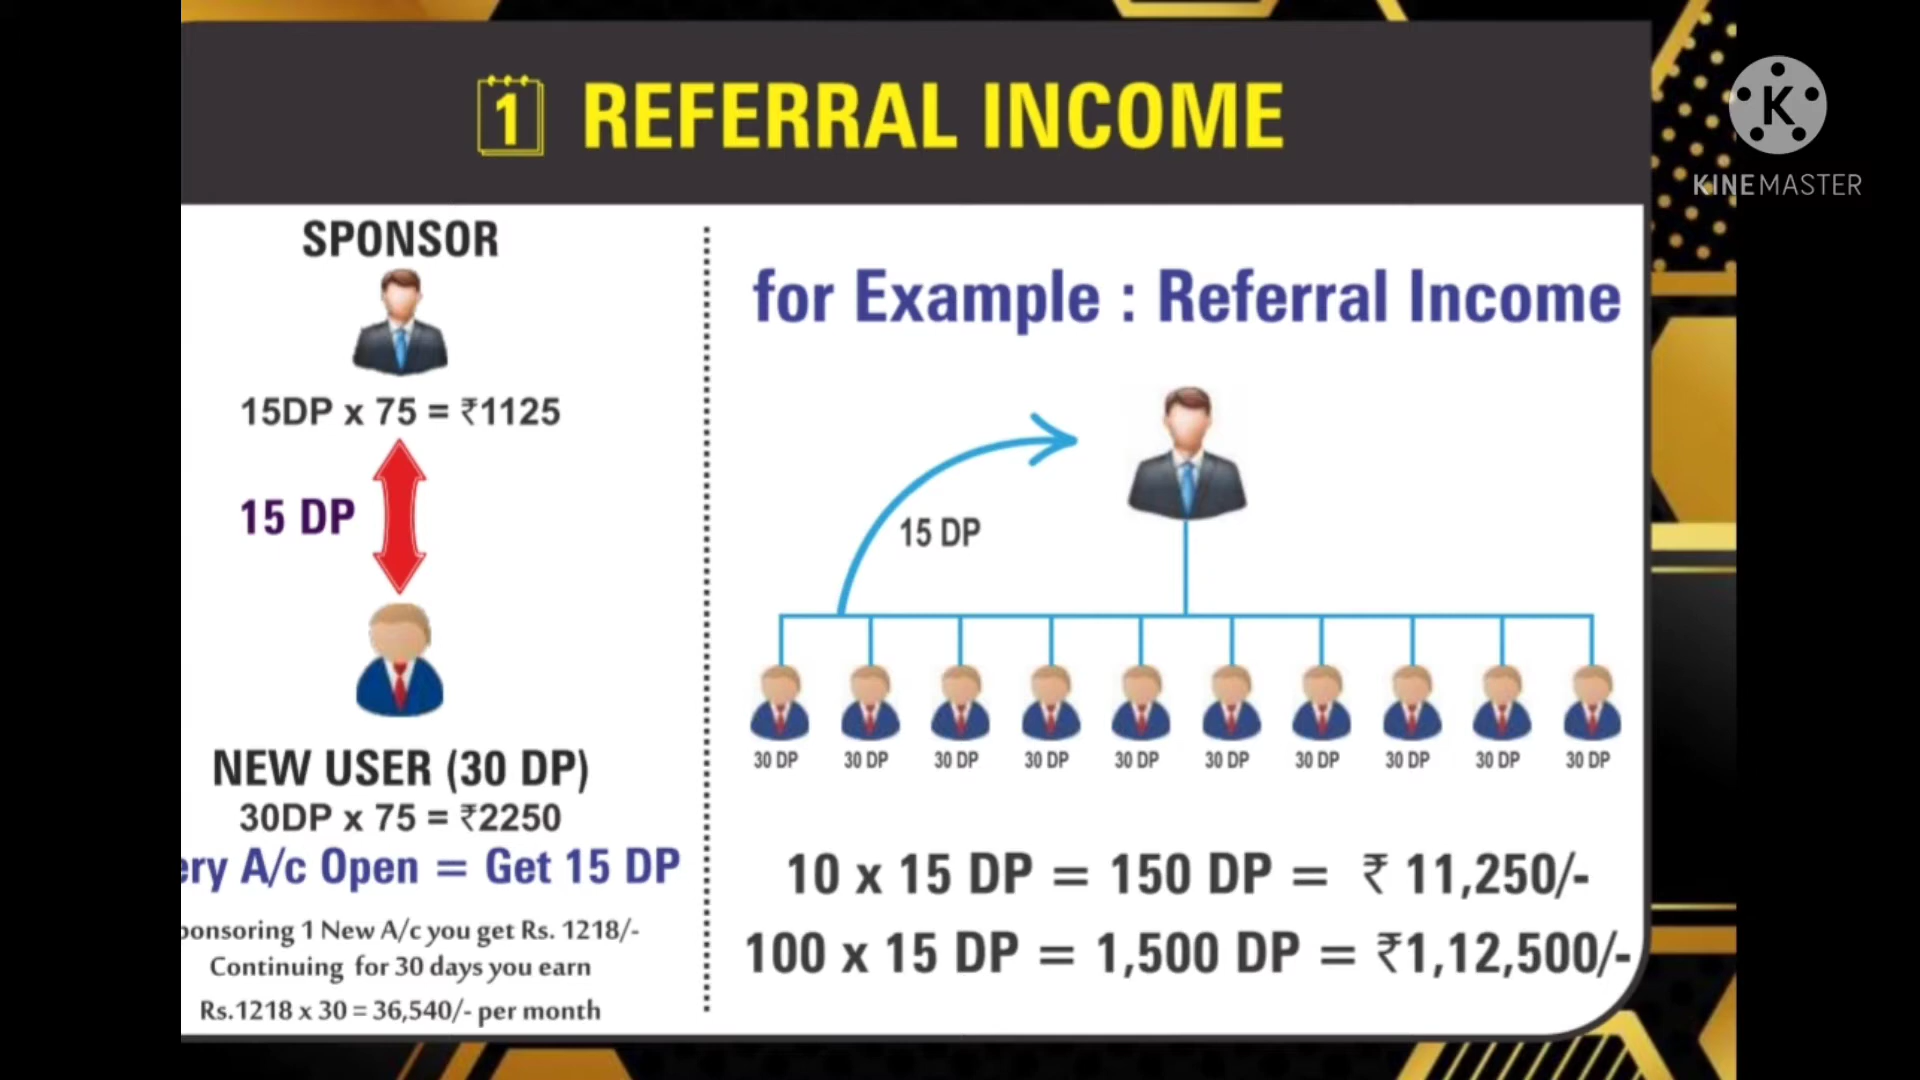 1 REFERRAL INCOME
KINEMASTER
SPONSOR
15DP x 75 = ₹1125
15 DP
NEW USER (30 DP)
30DP x 75 = ₹2250
ery A/c Open = Get 15 DP
ponsoring 1 New A/c you get Rs. 1218/-
Continuing for 30 days you earn
Rs.1218 x 30 = 36,540/- per month
for Example : Referral Income
15 DP
30 DP 30 DP 30 DP 30 DP 30 DP 30 DP 30 DP 30 DP 30 DP 30 DP
10 x 15 DP = 150 DP = ₹ 11,250/-
100 x 15 DP = 1,500 DP = ₹1,12,500/-